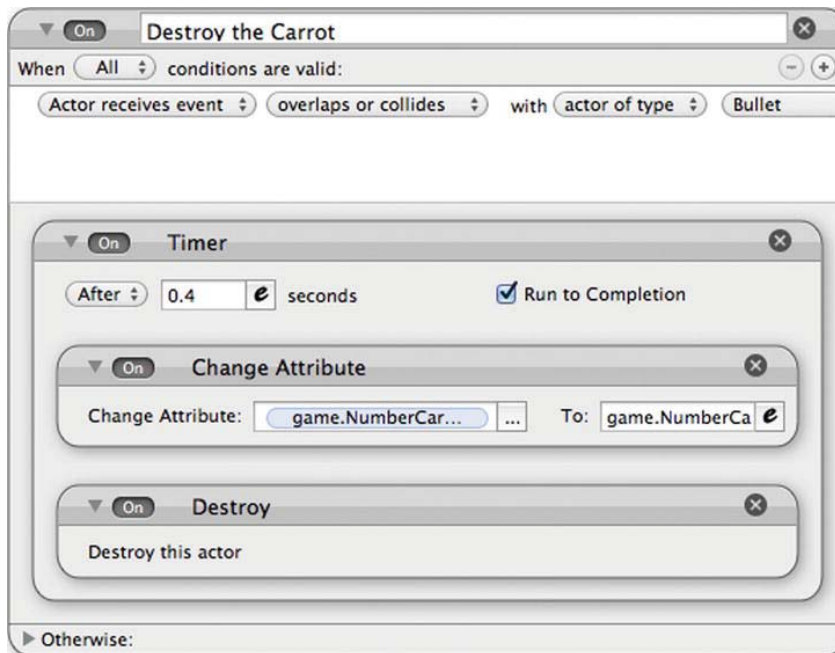 On Destroy the Carrot
When All conditions are valid:
Actor receives event overlaps or collides with actor of type Bullet
On Timer
After 0.4 e seconds Run to Completion
On Change Attribute
Change Attribute: game.NumberCar... ... To: game.NumberCa e
On Destroy
Destroy this actor
Otherwise: